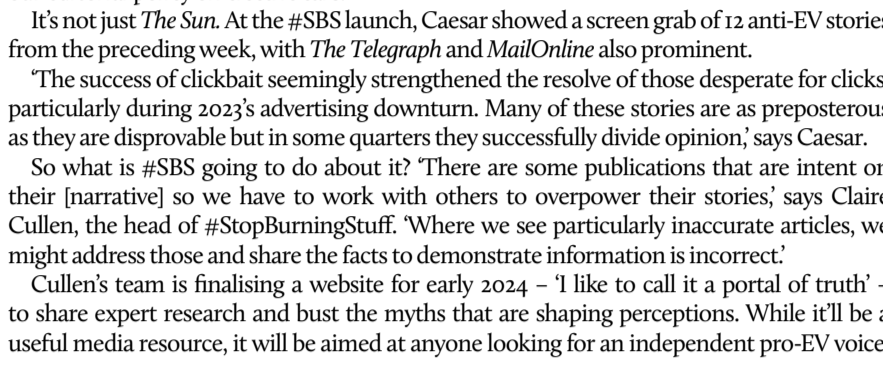 It's not just The Sun. At the #SBS launch, Caesar showed a screen grab of 12 anti-EV stories
from the preceding week, with The Telegraph and MailOnline also prominent.
‘The success of clickbait seemingly strengthened the resolve of those desperate for clicks
particularly during 2023's advertising downturn. Many of these stories are as preposterous
as they are disprovable but in some quarters they successfully divide opinion,’ says Caesar.
So what is #SBS going to do about it? ‘There are some publications that are intent on
their [narrative] so we have to work with others to overpower their stories,’ says Claire
Cullen, the head of #StopBurningStuff. ‘Where we see particularly inaccurate articles, we
might address those and share the facts to demonstrate information is incorrect.’
Cullen's team is finalising a website for early 2024 – ‘I like to call it a portal of truth’ –
to share expert research and bust the myths that are shaping perceptions. While it'll be a
useful media resource, it will be aimed at anyone looking for an independent pro-EV voice